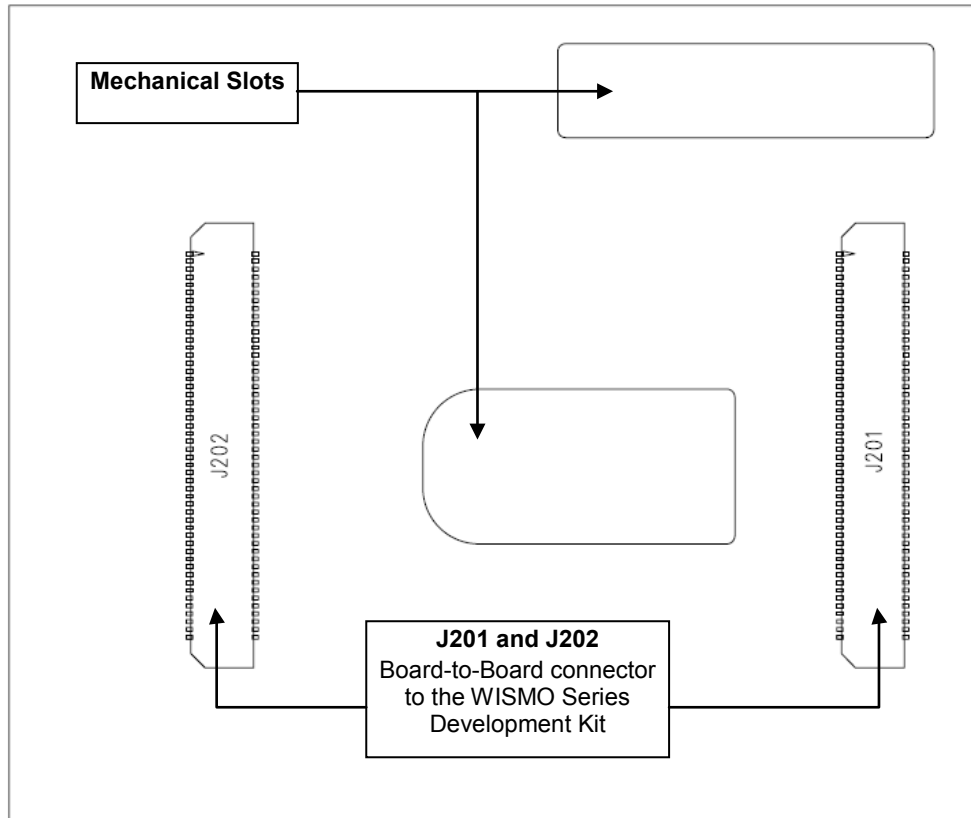 Mechanical Slots
J202
J201
J201 and J202
Board-to-Board connector
to the WISMO Series
Development Kit